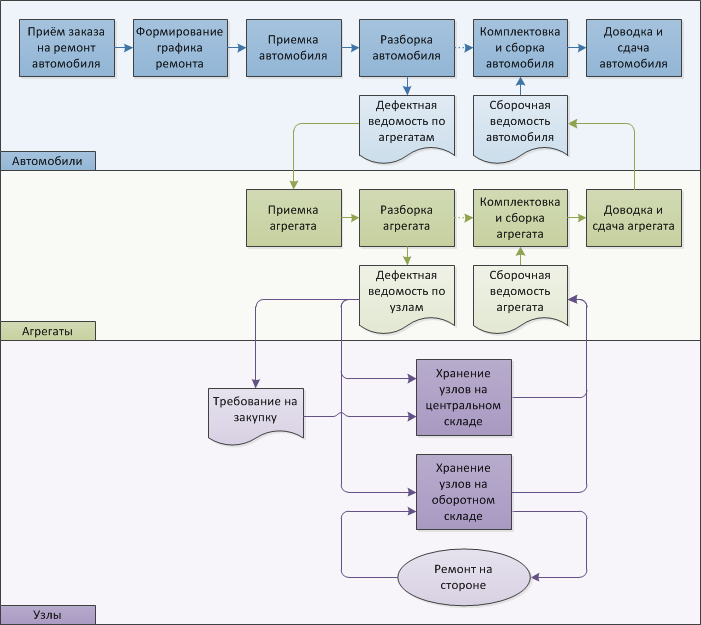 Приём заказа
на ремонт
автомобиля
Формирование
графика
ремонта
Приемка
автомобиля
Разборка
автомобиля
Комплектовка
и сборка
автомобиля
Доводка и
сдача
автомобиля
Дефектная
ведомость по
агрегатам
Сборочная
ведомость
автомобиля
Автомобили
Приемка
агрегата
Разборка
агрегата
Комплектовка
и сборка
агрегата
Доводка и
сдача агрегата
Дефектная
ведомость по
узлам
Сборочная
ведомость
агрегата
Агрегаты
Требование на
закупку
Хранение
узлов на
центральном
складе
Хранение
узлов на
оборотном
складе
Ремонт на
стороне
Узлы